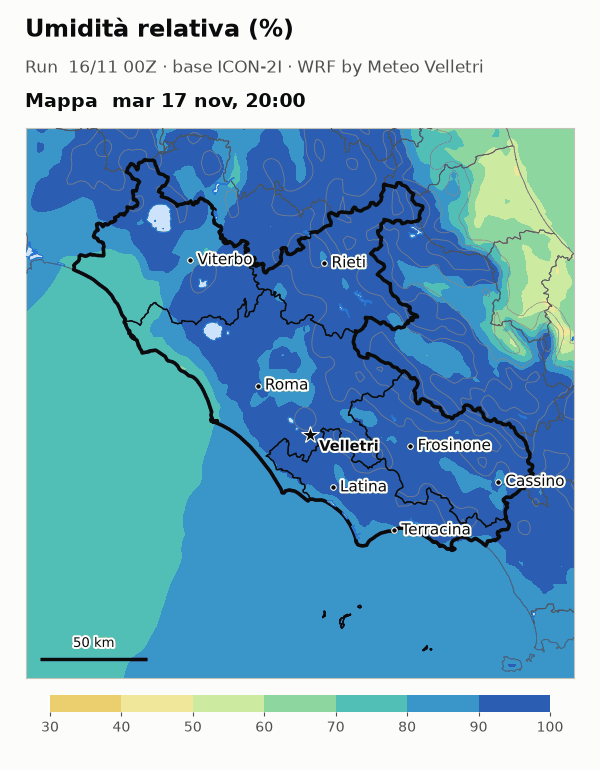 Umidità relativa (%)
Run  16/11 00Z · base ICON-2I · WRF by Meteo Velletri
Mappa  mar 17 nov, 20:00
Viterbo
Rieti
Roma
Velletri
Frosinone
Cassino
Latina
Terracina
50 km
30 40 50 60 70 80 90 100